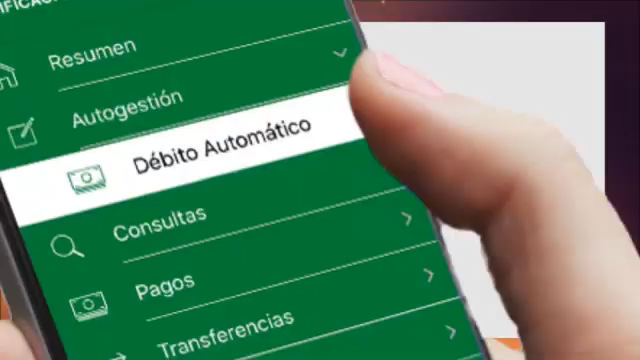 Resumen
Autogestión
Débito Automático
Consultas
Pagos
Transferencias